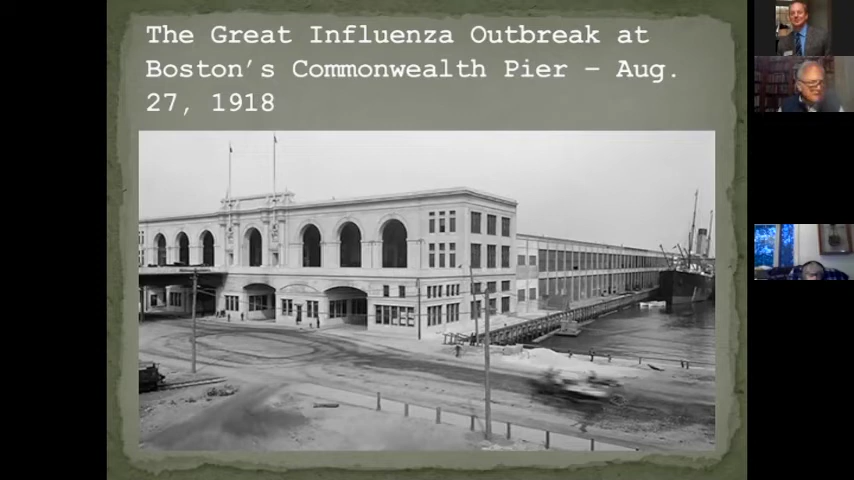 The Great Influenza Outbreak at
Boston's Commonwealth Pier – Aug.
27, 1918